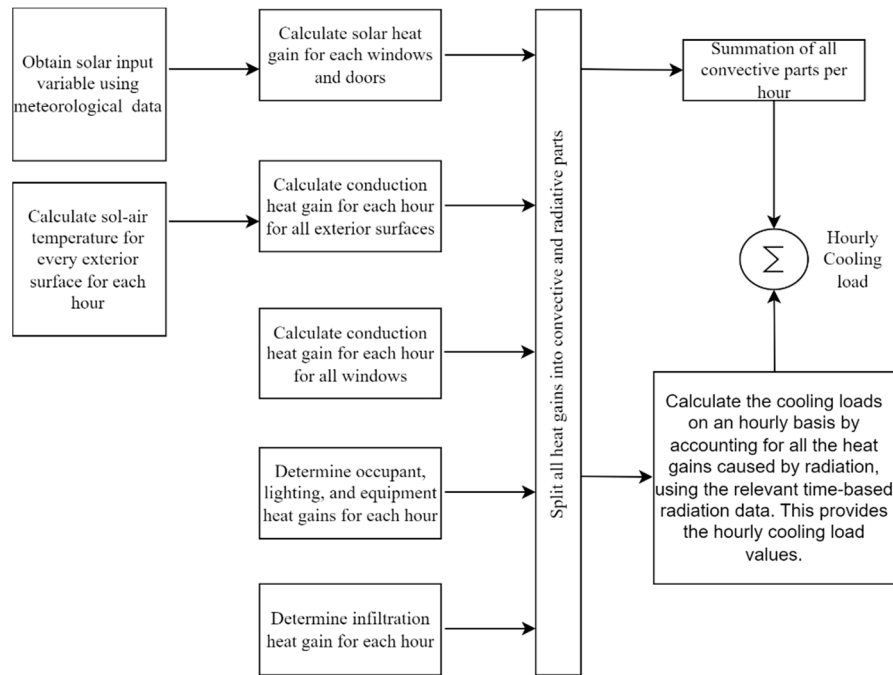 Obtain solar input
variable using
meteorological data
Calculate solar heat
gain for each windows
and doors
Summation of all
convective parts per
hour
Calculate sol-air
temperature for
every exterior
surface for each
hour
Calculate conduction
heat gain for each hour
for all exterior surfaces
Split all heat gains into convective and radiative parts
Σ
Hourly
Cooling
load
Calculate conduction
heat gain for each hour
for all windows
Calculate the cooling loads
on an hourly basis by
accounting for all the heat
gains caused by radiation,
using the relevant time-based
radiation data. This provides
the hourly cooling load
values.
Determine occupant,
lighting, and equipment
heat gains for each hour
Determine infiltration
heat gain for each hour